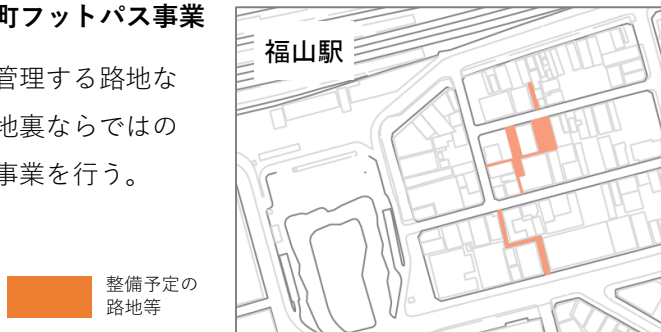 町フットパス事業
管理する路地な
地裏ならではの
事業を行う。
福山駅
整備予定の
路地等